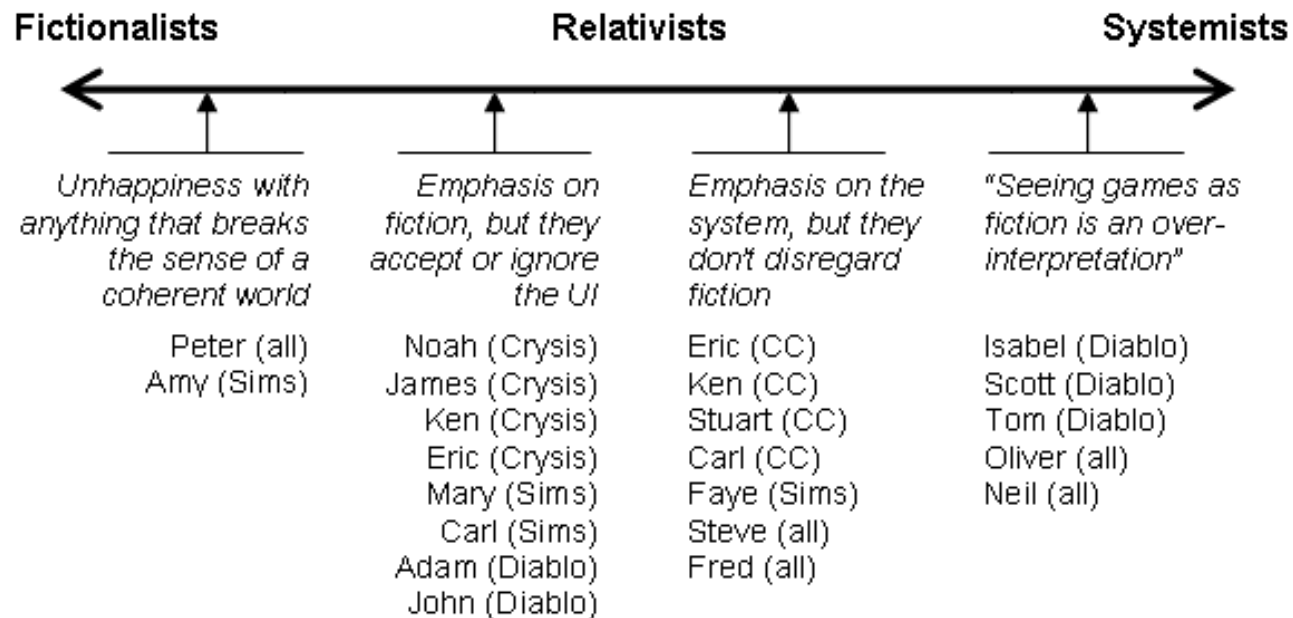 Fictionalists Relativists Systemists
Unhappiness with
anything that breaks
the sense of a
coherent world
Peter (all)
Amy (Sims)
Emphasis on
fiction, but they
accept or ignore
the UI
Noah (Crysis)
James (Crysis)
Ken (Crysis)
Eric (Crysis)
Mary (Sims)
Carl (Sims)
Adam (Diablo)
John (Diablo)
Emphasis on the
system, but they
don't disregard
fiction
Eric (CC)
Ken (CC)
Stuart (CC)
Carl (CC)
Faye (Sims)
Steve (all)
Fred (all)
"Seeing games as
fiction is an over-
interpretation"
Isabel (Diablo)
Scott (Diablo)
Tom (Diablo)
Oliver (all)
Neil (all)